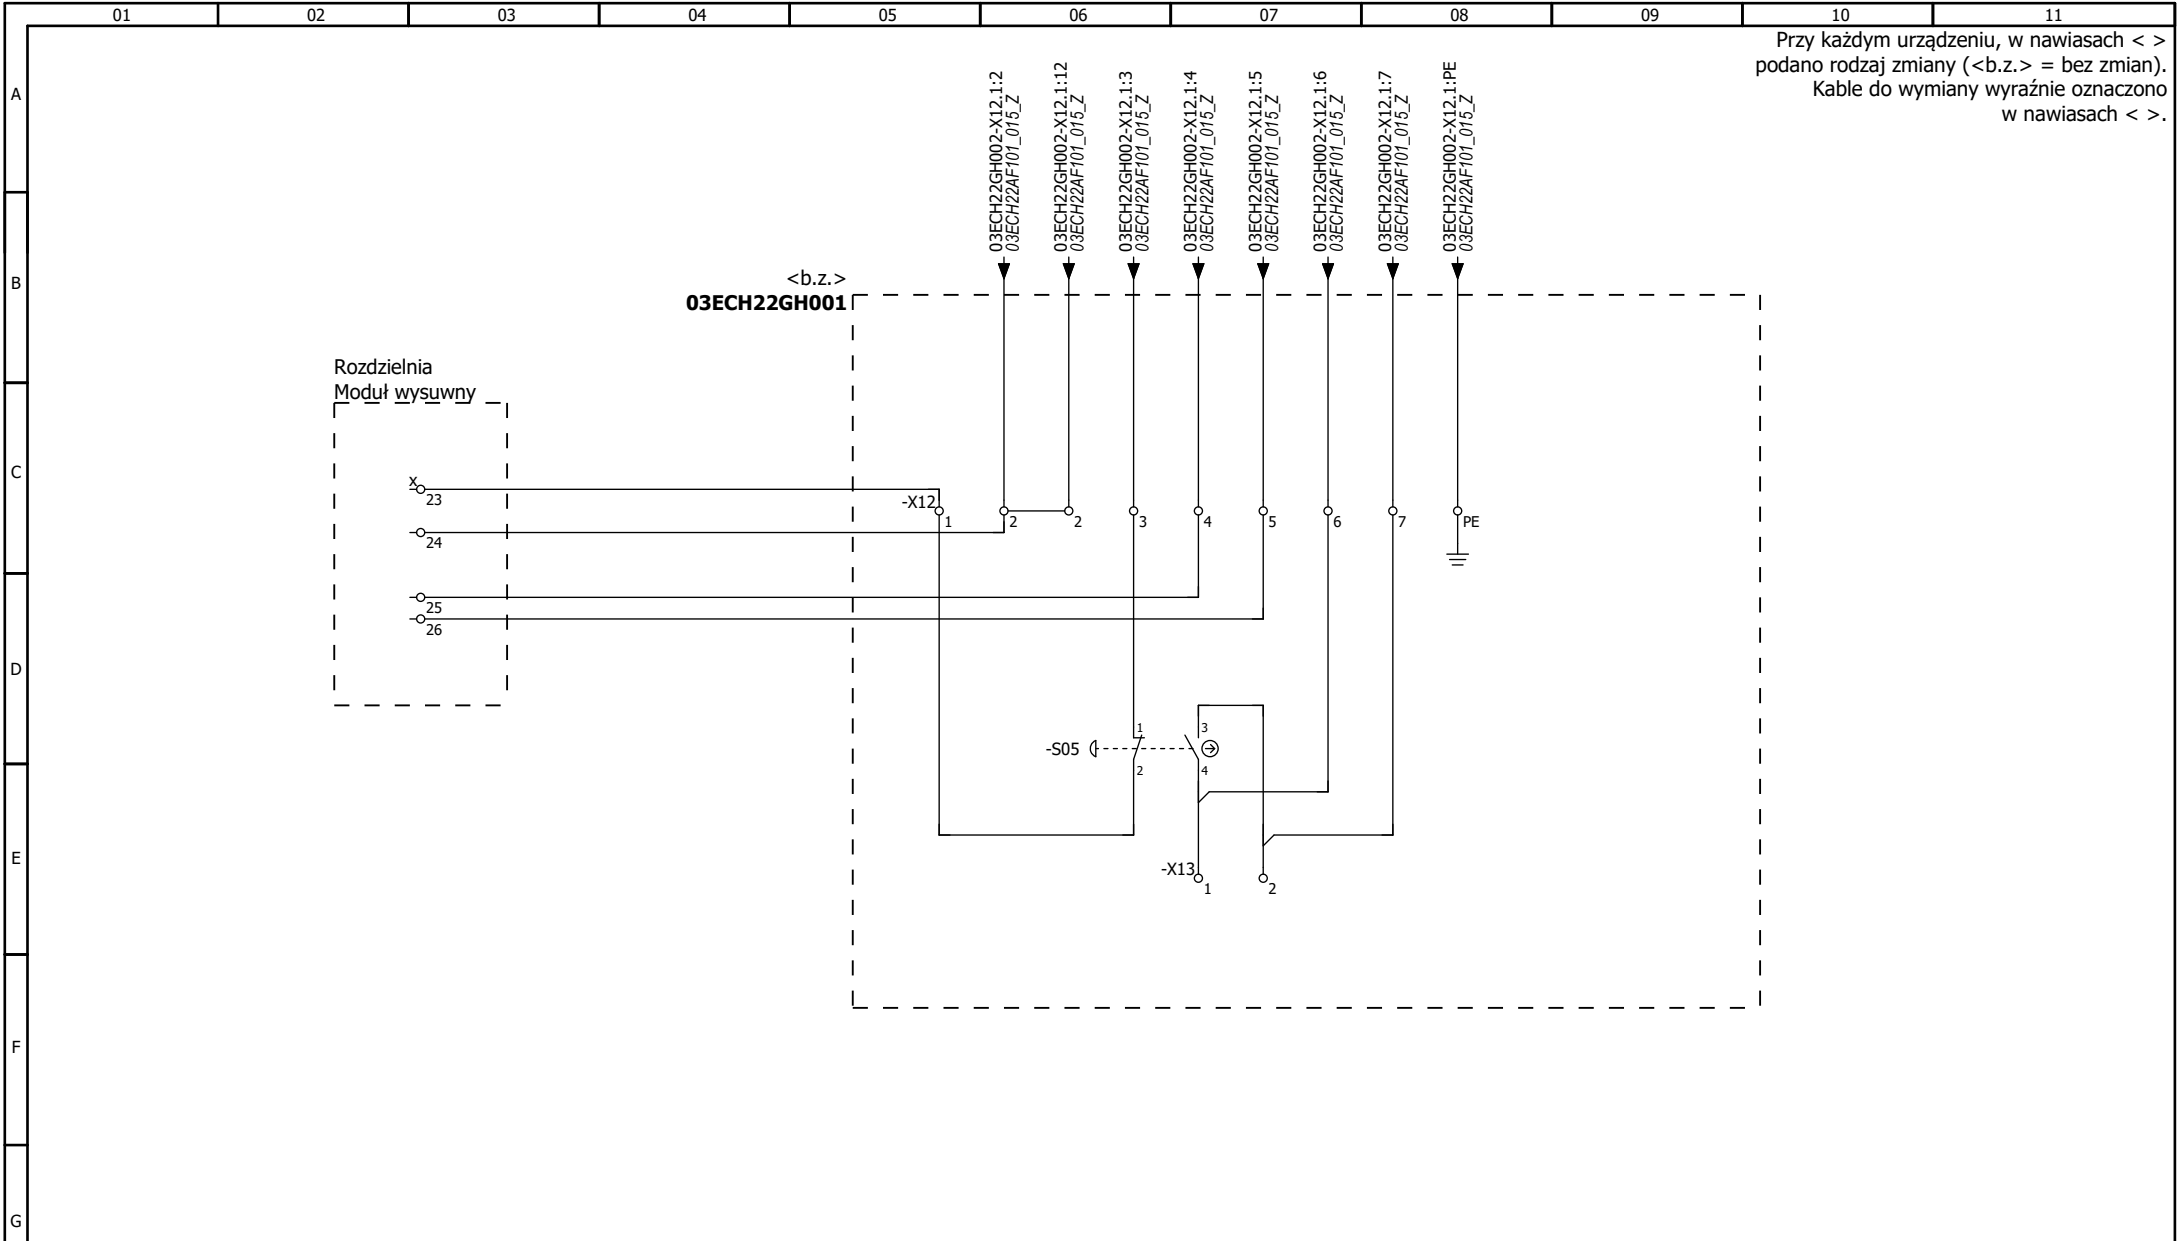 01 02 03 04 05 06 07 08 09 10 11
Przy każdym urządzeniu, w nawiasach < >
podano rodzaj zmiany (<b.z.> = bez zmian).
Kable do wymiany wyraźnie oznaczono
w nawiasach < >.
A
03ECH22GH002-X12.1:2
03ECH22AF101_015_Z
03ECH22GH002-X12.1:12
03ECH22AF101_015_Z
03ECH22GH002-X12.1:3
03ECH22AF101_015_Z
03ECH22GH002-X12.1:4
03ECH22AF101_015_Z
03ECH22GH002-X12.1:5
03ECH22AF101_015_Z
03ECH22GH002-X12.1:6
03ECH22AF101_015_Z
03ECH22GH002-X12.1:7
03ECH22AF101_015_Z
03ECH22GH002-X12.1:PE
03ECH22AF101_015_Z
B
<b.z.>
03ECH22GH001
Rozdzielnia
Moduł wysuwny
C
x
23
-X12
1 2 2 3 4 5 6 7 PE
24
25
26
D
1 3
-S05
2 4
E
-X13
1 2
F
G